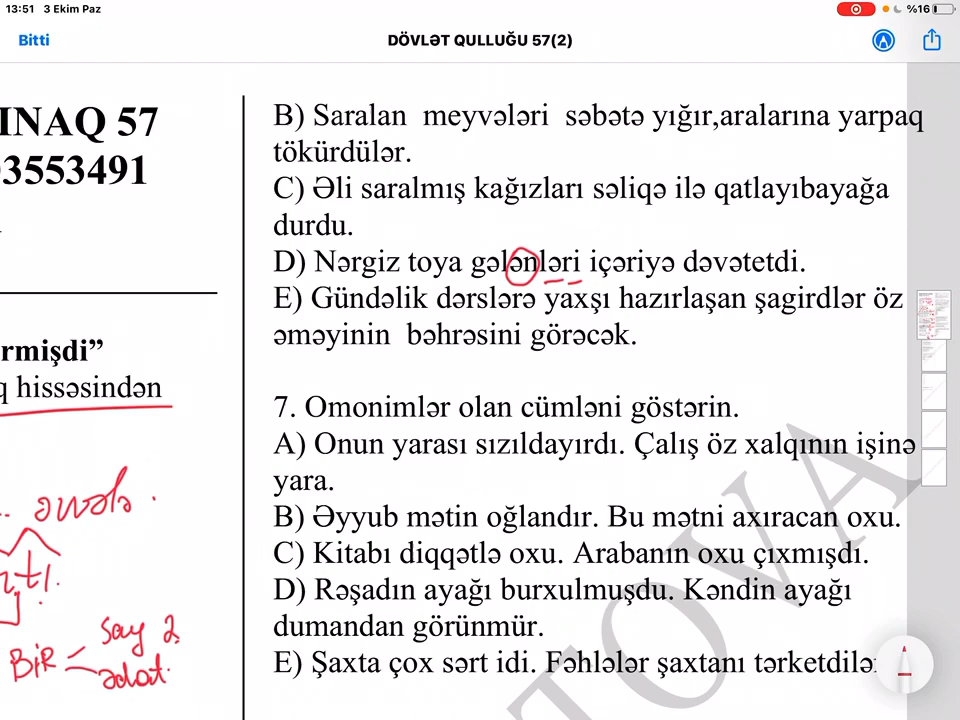 13:51 3 Ekim Paz
%16
Bitti
DÖVLƏT QULLUĞU 57(2)
INAQ 57
3553491
rmişdi”
q hissəsindən
əvvələ.
BİR
say 2
ədat.
B) Saralan meyvələri səbətə yığır,aralarına yarpaq
tökürdülər.
C) Əli saralmış kağızları səliqə ilə qatlayıbayağa
durdu.
D) Nərgiz toya gələnləri içəriyə dəvətetdi.
E) Gündəlik dərslərə yaxşı hazırlaşan şagirdlər öz
əməyinin bəhrəsini görəcək.
7. Omonimlər olan cümləni göstərin.
A) Onun yarası sızıldayırdı. Çalış öz xalqının işinə
yara.
B) Əyyub mətin oğlandır. Bu mətni axıracan oxu.
C) Kitabı diqqətlə oxu. Arabanın oxu çıxmışdı.
D) Rəşadın ayağı burxulmuşdu. Kəndin ayağı
dumandan görünmür.
E) Şaxta çox sərt idi. Fəhlələr şaxtanı tərketdilə
TOVA